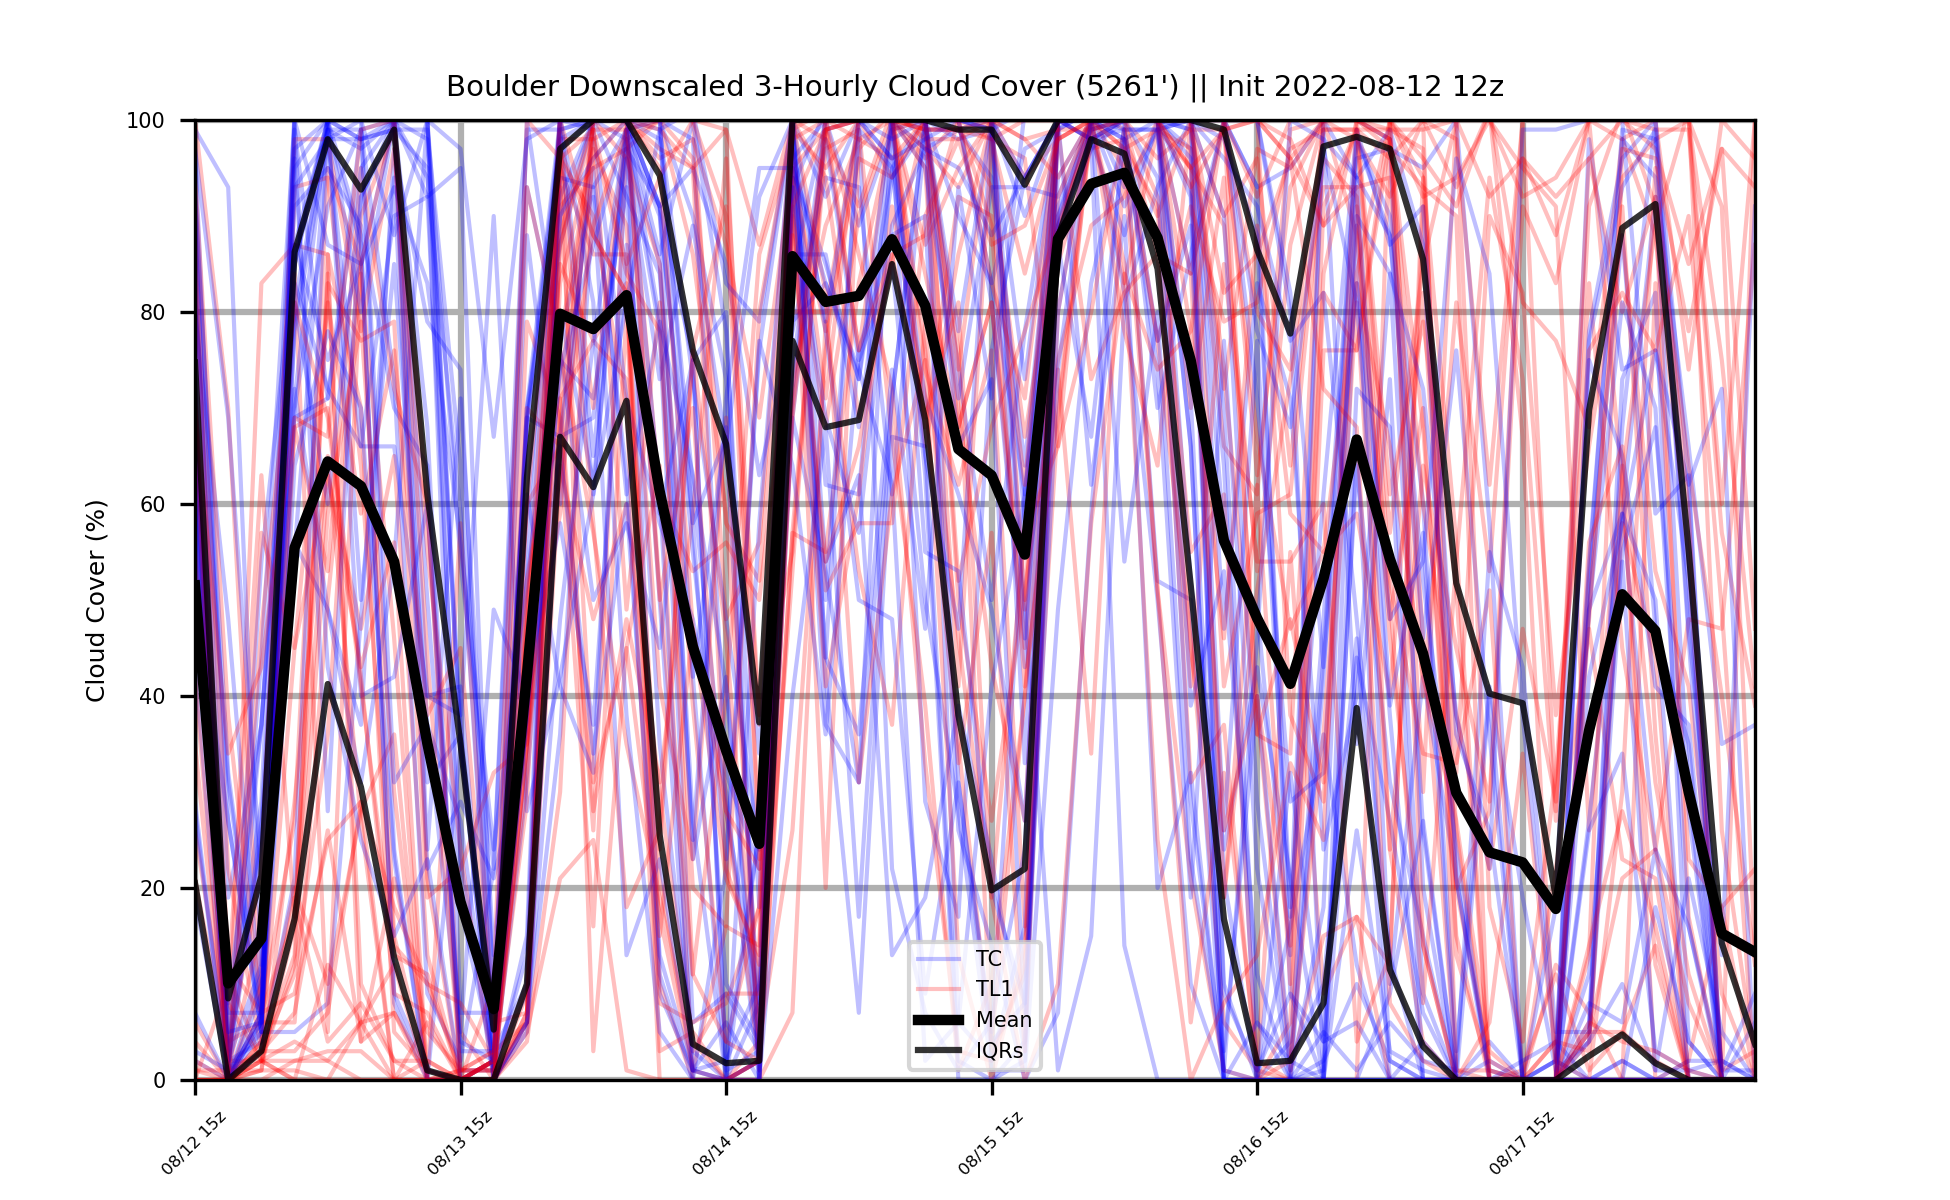 Boulder Downscaled 3-Hourly Cloud Cover (5261') || Init 2022-08-12 12z
Cloud Cover (%)
100
80
60
40
20
0
TC
TL1
Mean
IQRs
08/12 15z
08/13 15z
08/14 15z
08/15 15z
08/16 15z
08/17 15z